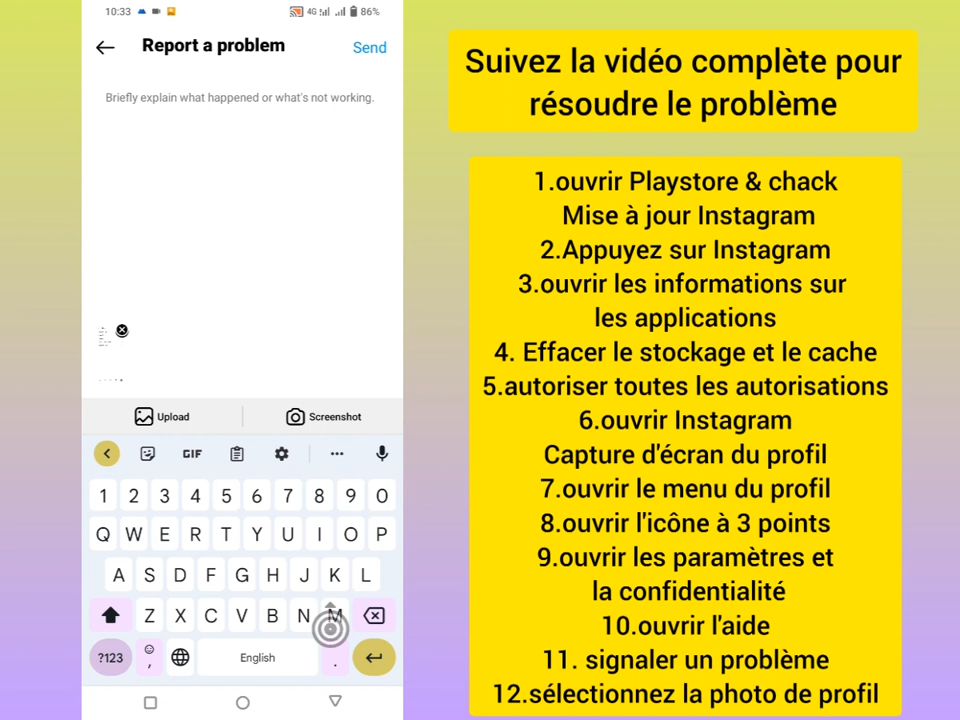 10:33 4G 86%
Report a problem Send
Briefly explain what happened or what's not working.
Upload Screenshot
GIF
1 2 3 4 5 6 7 8 9 0
Q W E R T Y U I O P
A S D F G H J K L
Z X C V B N M
?123 , English .
Suivez la vidéo complète pour
résoudre le problème
1.ouvrir Playstore & chack
Mise à jour Instagram
2.Appuyez sur Instagram
3.ouvrir les informations sur
les applications
4. Effacer le stockage et le cache
5.autoriser toutes les autorisations
6.ouvrir Instagram
Capture d'écran du profil
7.ouvrir le menu du profil
8.ouvrir l'icône à 3 points
9.ouvrir les paramètres et
la confidentialité
10.ouvrir l'aide
11. signaler un problème
12.sélectionnez la photo de profil